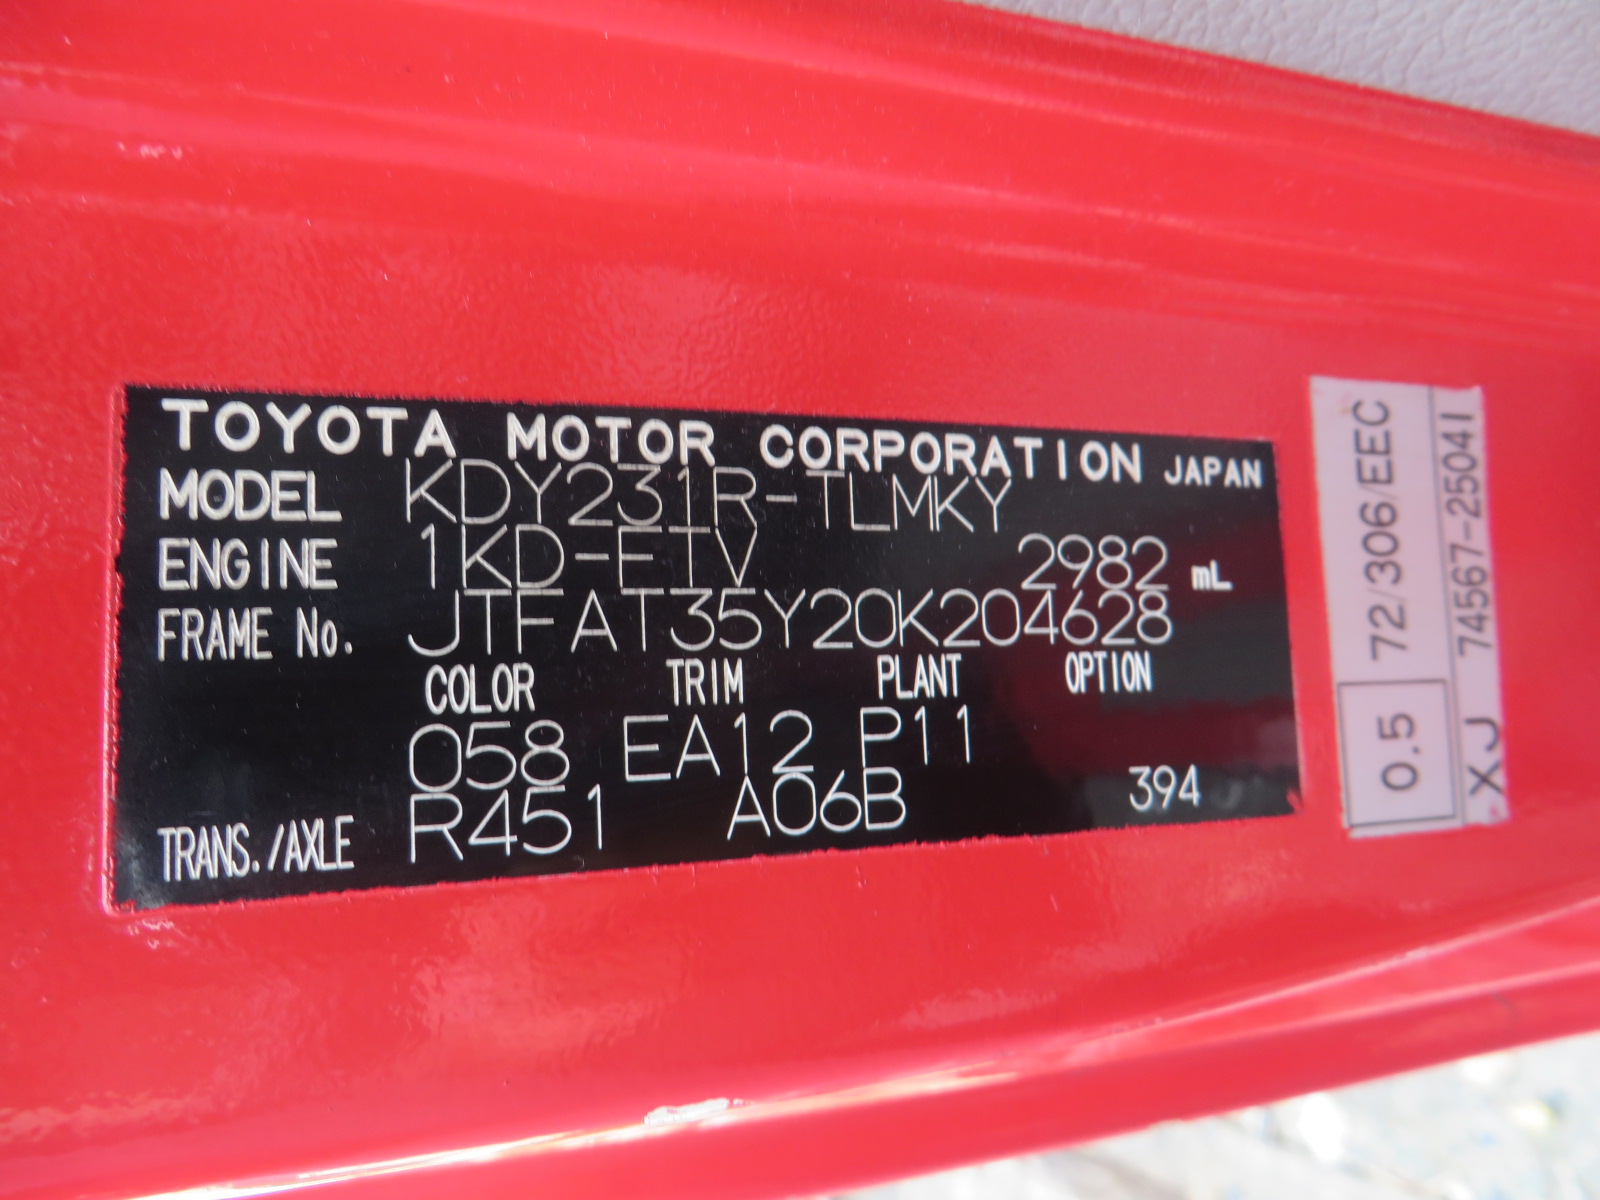 TOYOTA MOTOR CORPORATION JAPAN
MODEL KDY231R-TLMKY
ENGINE 1KD-FTV 2982 mL
FRAME No. JTFAT35Y20K204628
COLOR TRIM PLANT OPTION
058 EA12 P11
TRANS./AXLE R451 A06B 394
0.5 72/306/EEC
XJ 74567-25041